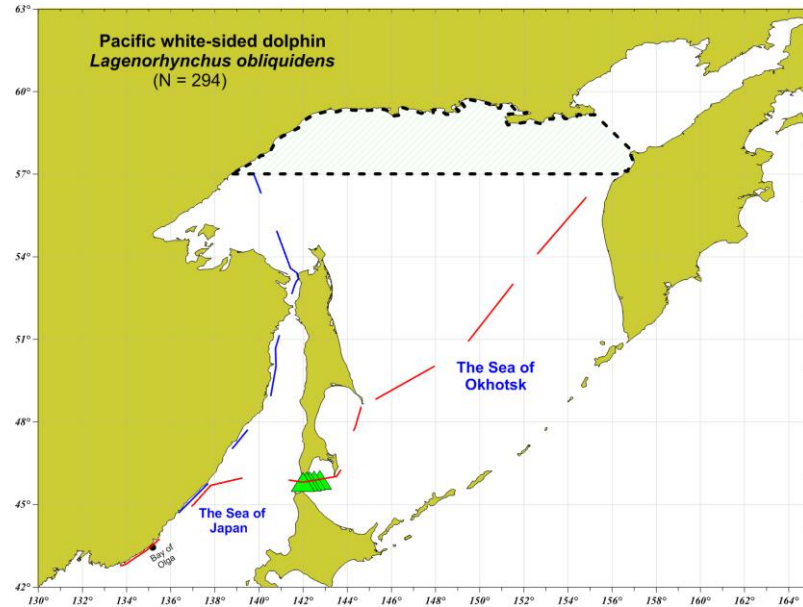 63°
Pacific white-sided dolphin
Lagenorhynchus obliquidens
(N = 294)
60°
57°
54°
51°
The Sea of
Okhotsk
48°
45°
The Sea of
Japan
Bay of
Olga
42°
130° 132° 134° 136° 138° 140° 142° 144° 146° 148° 150° 152° 154° 156° 158° 160° 162° 164°